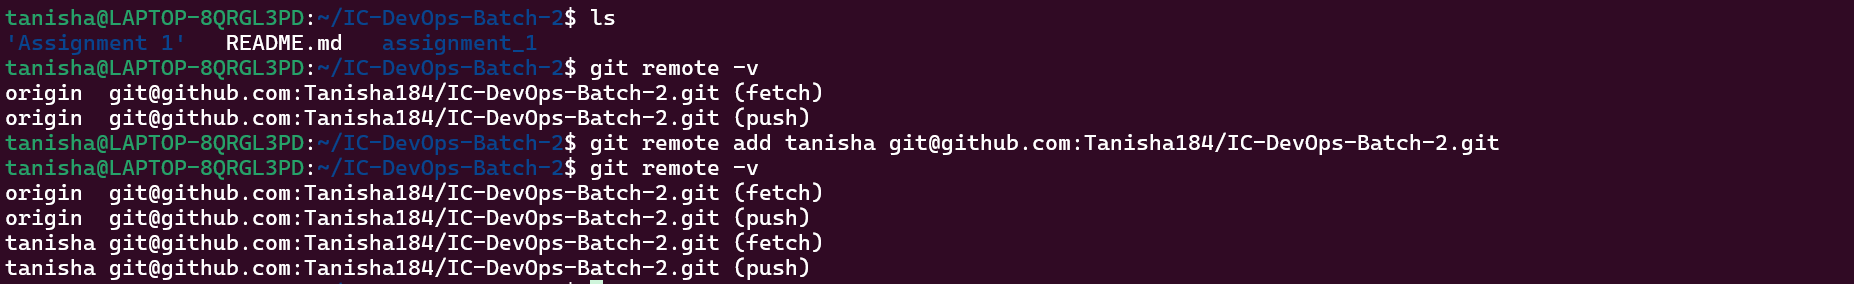 tanisha@LAPTOP-8QRGL3PD:~/IC-DevOps-Batch-2$ ls
'Assignment 1'   README.md   assignment_1
tanisha@LAPTOP-8QRGL3PD:~/IC-DevOps-Batch-2$ git remote -v
origin  git@github.com:Tanisha184/IC-DevOps-Batch-2.git (fetch)
origin  git@github.com:Tanisha184/IC-DevOps-Batch-2.git (push)
tanisha@LAPTOP-8QRGL3PD:~/IC-DevOps-Batch-2$ git remote add tanisha git@github.com:Tanisha184/IC-DevOps-Batch-2.git
tanisha@LAPTOP-8QRGL3PD:~/IC-DevOps-Batch-2$ git remote -v
origin  git@github.com:Tanisha184/IC-DevOps-Batch-2.git (fetch)
origin  git@github.com:Tanisha184/IC-DevOps-Batch-2.git (push)
tanisha git@github.com:Tanisha184/IC-DevOps-Batch-2.git (fetch)
tanisha git@github.com:Tanisha184/IC-DevOps-Batch-2.git (push)